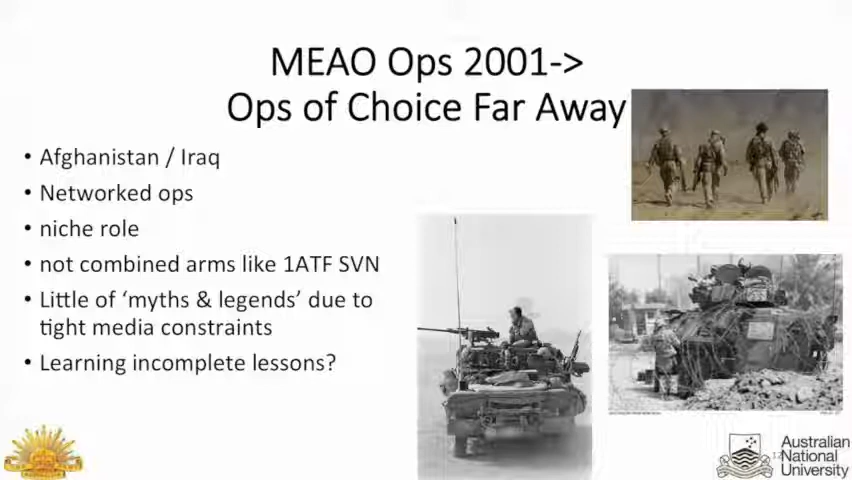 MEAO Ops 2001->
Ops of Choice Far Away
• Afghanistan / Iraq
• Networked ops
• niche role
• not combined arms like 1ATF SVN
• Little of ‘myths & legends’ due to
tight media constraints
• Learning incomplete lessons?
Australian
National
University